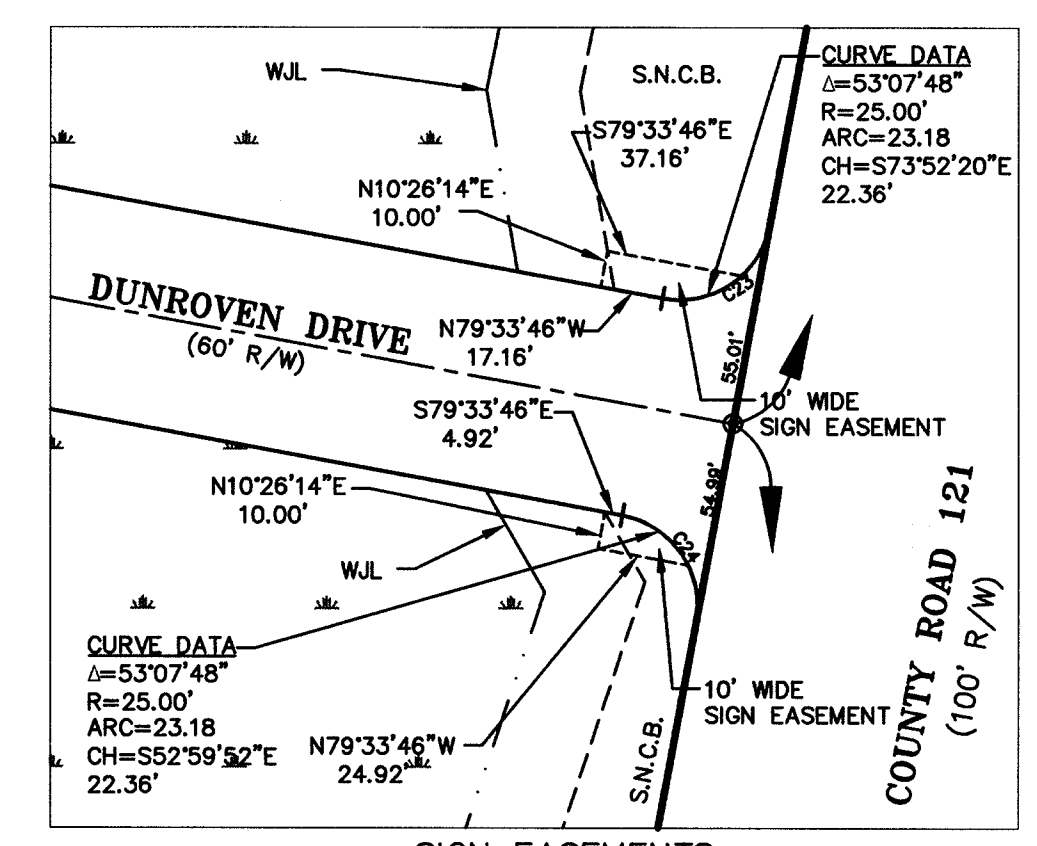 WJL
S.N.C.B.
CURVE DATA
Δ=53°07'48"
R=25.00'
ARC=23.18
CH=S73°52'20"E
22.36'
S79°33'46"E
37.16'
N10°26'14"E
10.00'
C23
DUNROVEN DRIVE
(60' R/W)
N79°33'46"W
17.16'
55.01'
10' WIDE
SIGN EASEMENT
S79°33'46"E
4.92'
54.99'
N10°26'14"E
10.00'
C24
WJL
COUNTY ROAD 121
(100' R/W)
CURVE DATA
Δ=53°07'48"
R=25.00'
ARC=23.18
CH=S52°59'52"E
22.36'
10' WIDE
SIGN EASEMENT
N79°33'46"W
24.92'
S.N.C.B.
SIGN EASEMENTS